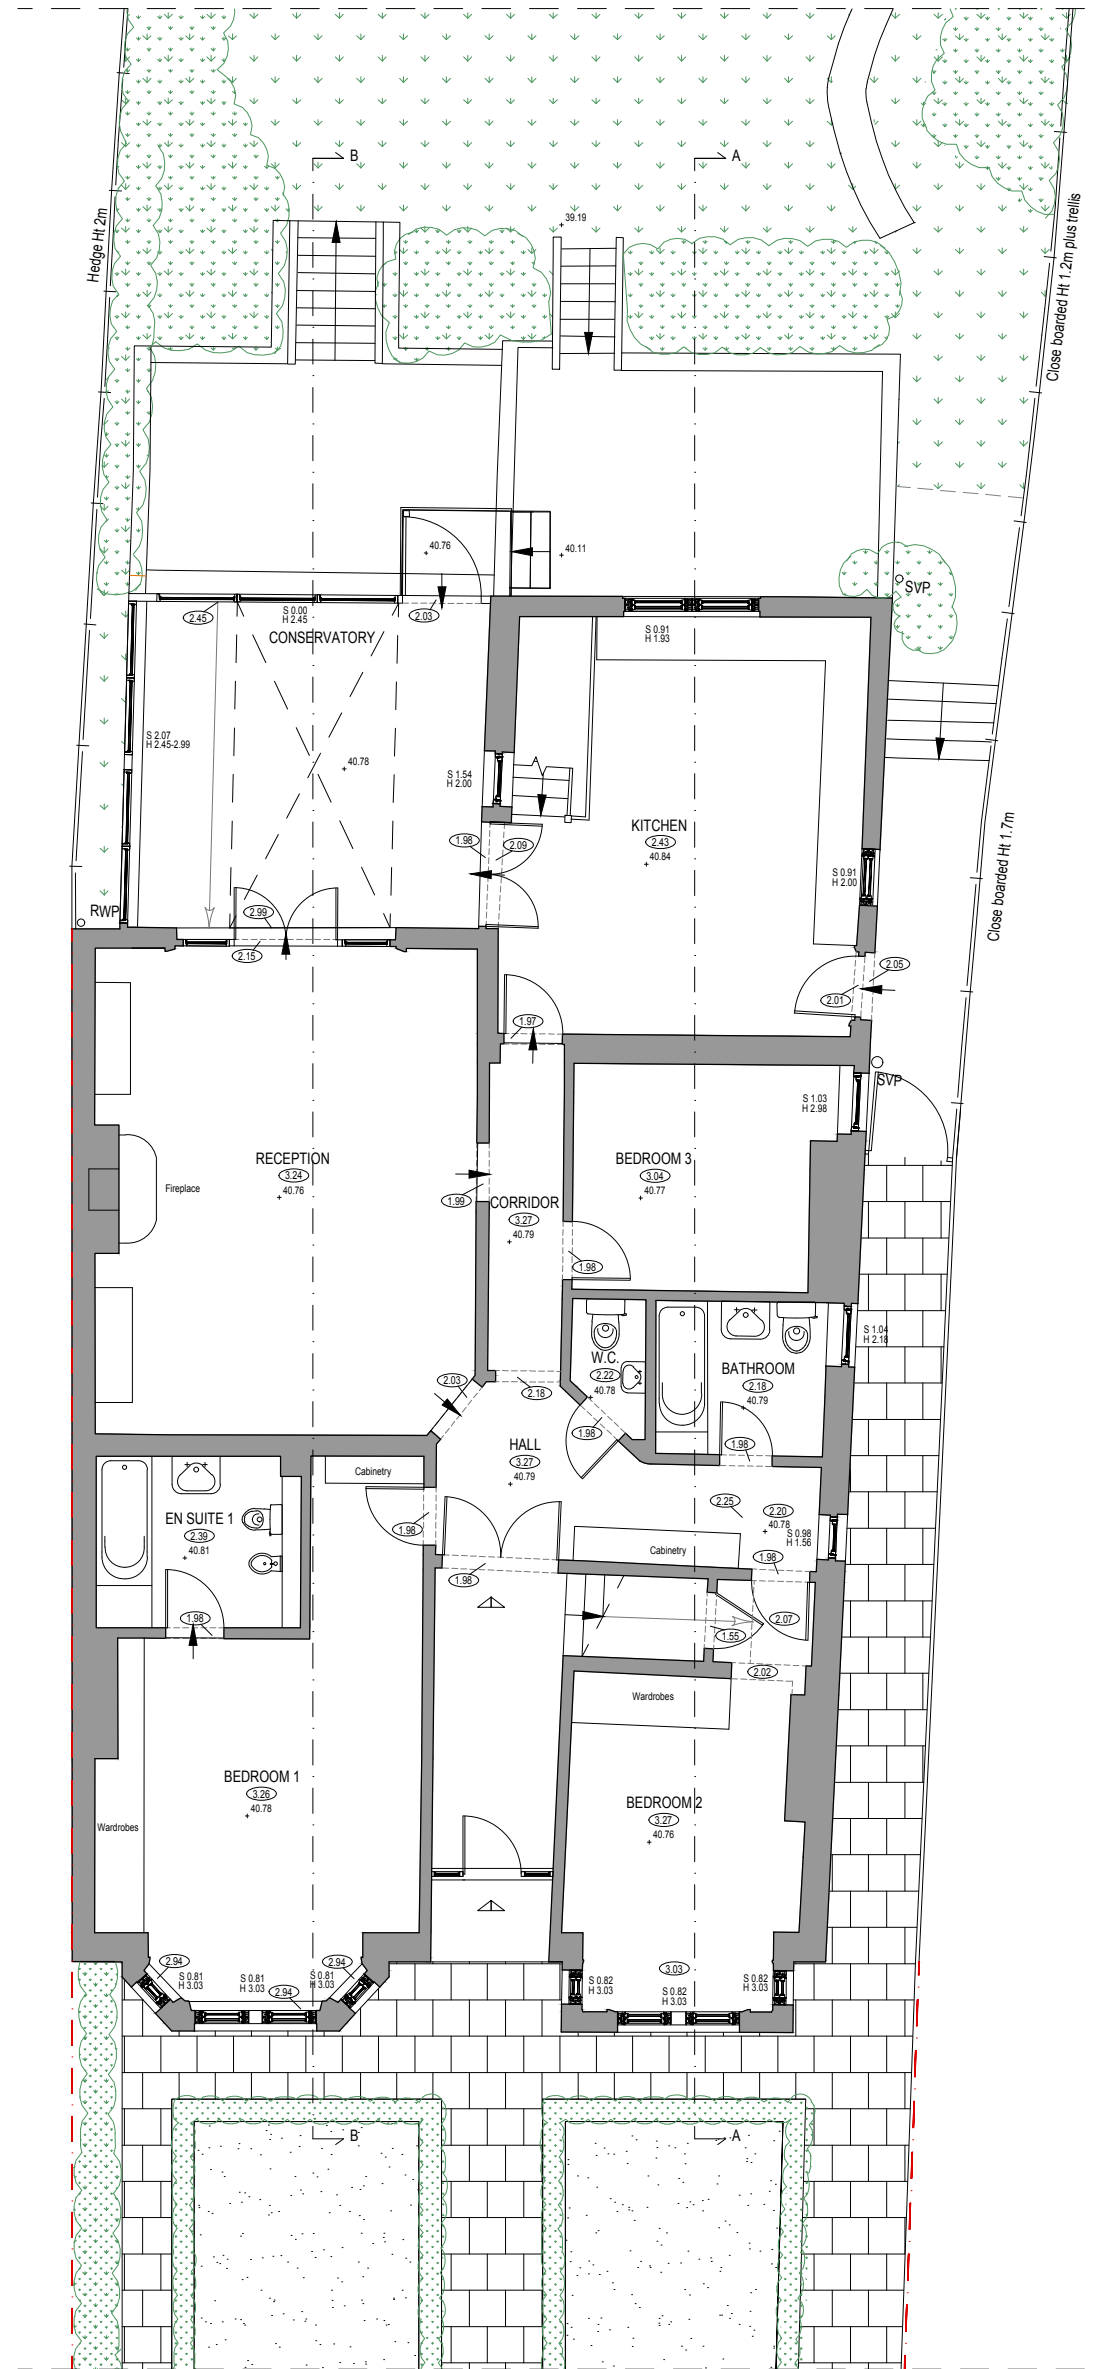 B
A
Hedge Ht 2m
39.19
Close boarded Ht 1.2m plus trellis
40.76
40.11
SVP
2.45
S 0.00
H 2.45
2.03
CONSERVATORY
S 0.91
H 1.93
S 2.07
H 2.45-2.99
40.78
S 1.54
H 2.00
A
KITCHEN
2.43
40.84
1.98
2.09
S 0.91
H 2.00
Close boarded Ht 1.7m
RWP
2.99
2.15
2.05
2.01
1.97
SVP
S 1.03
H 2.98
RECEPTION
3.24
40.76
Fireplace
BEDROOM 3
3.04
40.77
1.99
CORRIDOR
3.27
40.79
1.98
S 1.04
H 2.18
W.C.
2.22
40.78
BATHROOM
2.18
40.79
2.03
2.18
1.98
1.98
HALL
3.27
40.79
Cabinetry
EN SUITE 1
2.39
40.81
1.98
2.25
2.20
40.78
S 0.98
H 1.56
Cabinetry
1.98
1.98
1.98
2.07
1.55
2.02
Wardrobes
BEDROOM 1
3.26
40.78
BEDROOM 2
3.27
40.76
Wardrobes
2.94
2.94
S 0.81
H 3.03
S 0.81
H 3.03
S 0.81
H 3.03
2.94
3.03
S 0.82
H 3.03
S 0.82
H 3.03
S 0.82
H 3.03
B
A